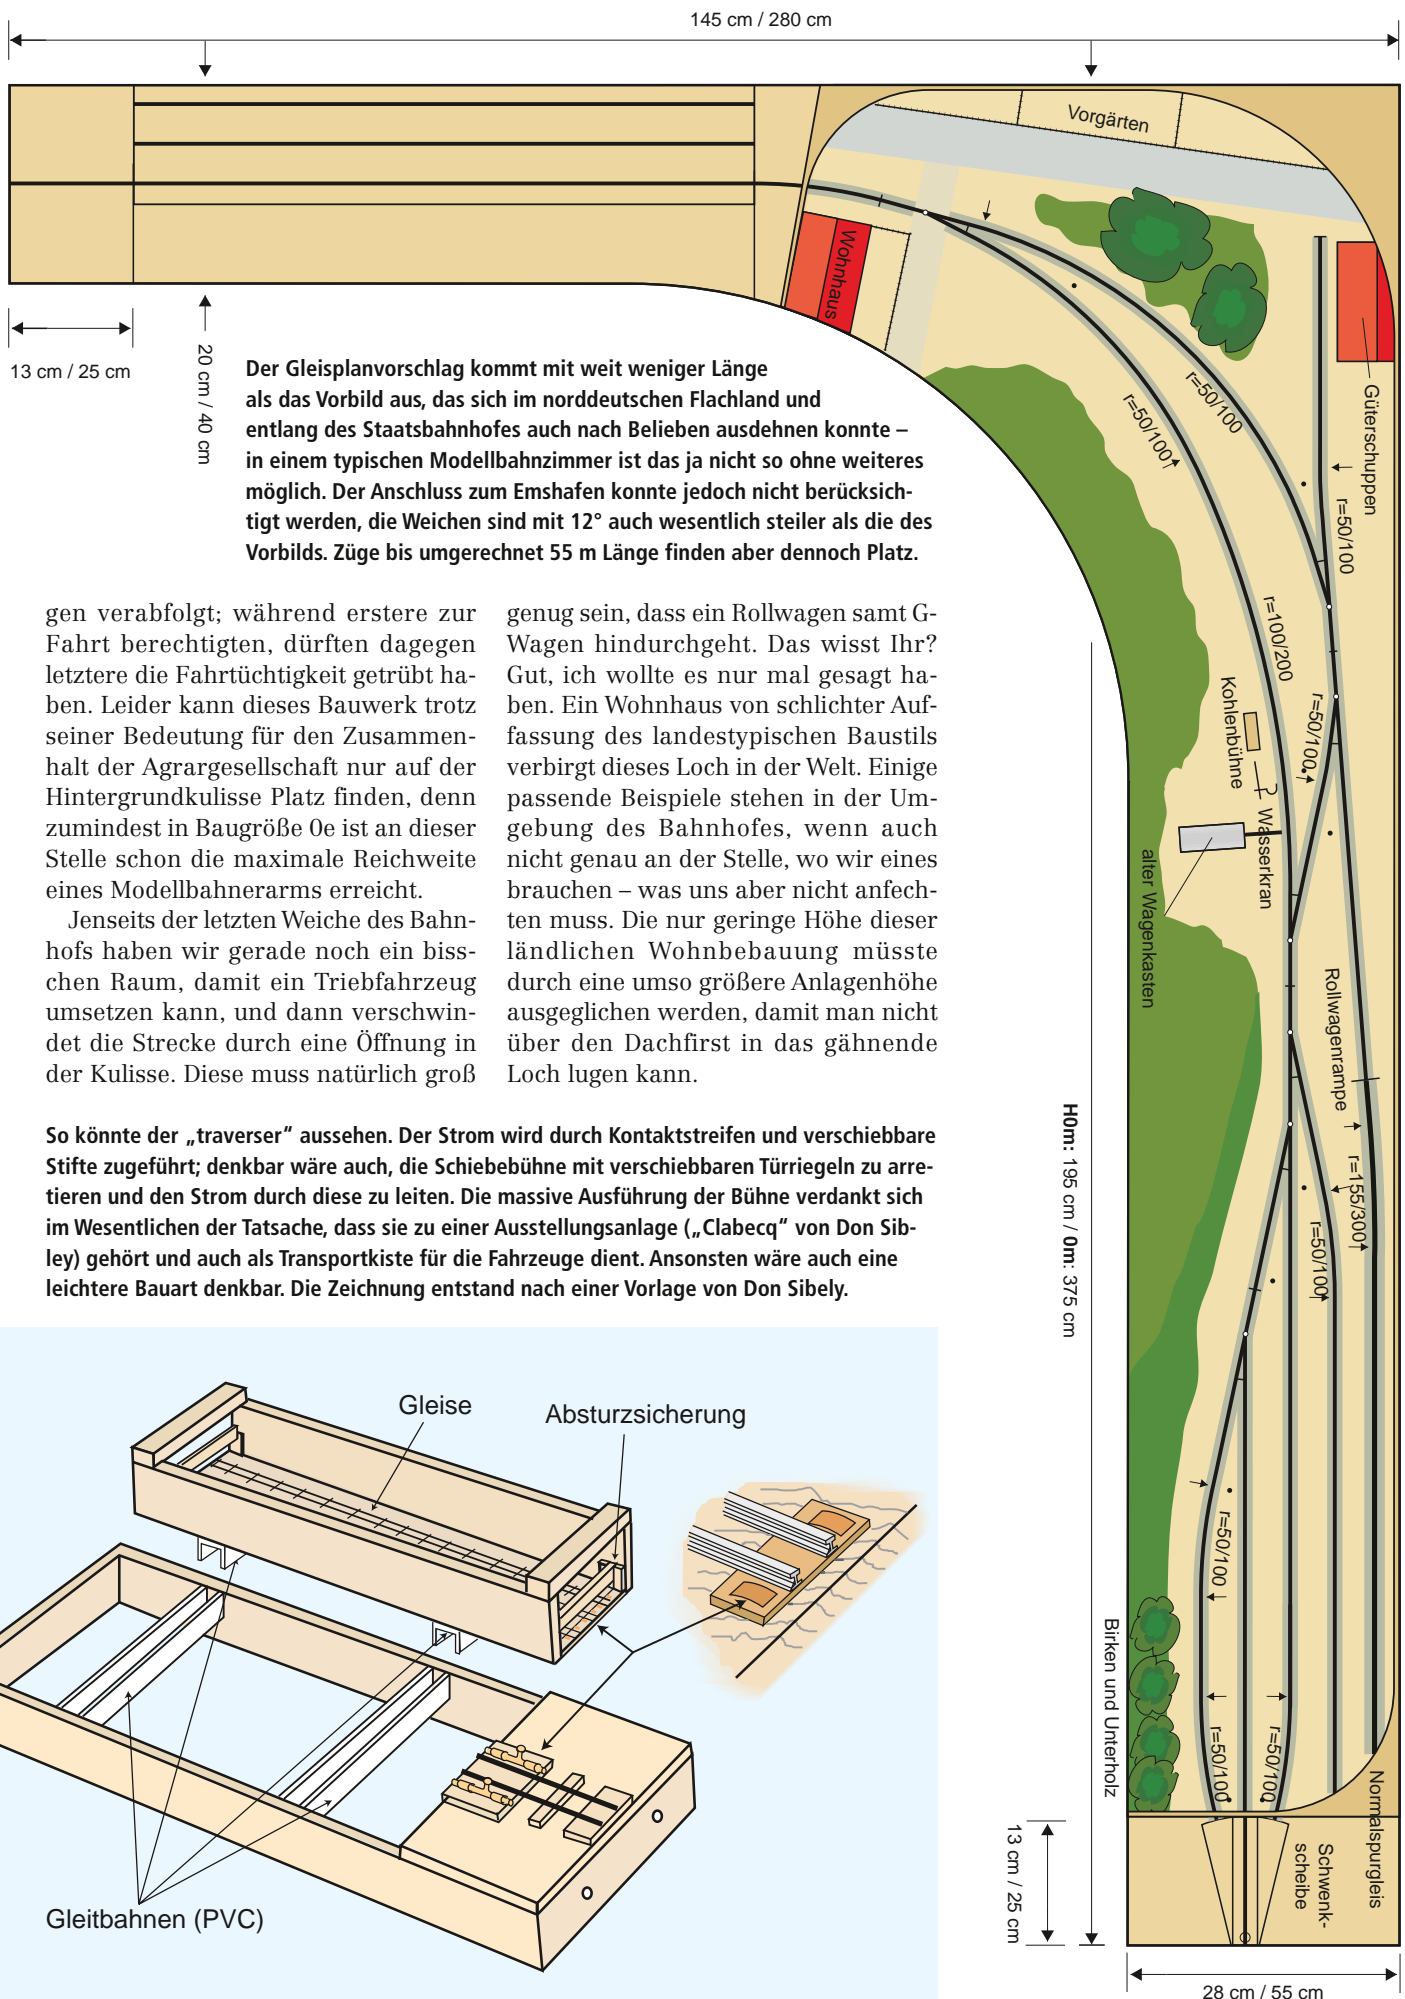 145 cm / 280 cm
Vorgärten
Wohnhaus
13 cm / 25 cm
20 cm / 40 cm
Güterschuppen
r=50/100
r=50/100
r=50/100
r=100/200
r=50/100
Kohlenbühne
Wasserkran
alter Wagenkasten
Rollwagenrampe
r=155/300
r=50/100
H0m: 195 cm / 0m: 375 cm
r=50/100
Birken und Unterholz
r=50/100
r=50/100
Normalspurgleis
Schwenk-
scheibe
13 cm / 25 cm
28 cm / 55 cm
Der Gleisplanvorschlag kommt mit weit weniger Länge
als das Vorbild aus, das sich im norddeutschen Flachland und
entlang des Staatsbahnhofes auch nach Belieben ausdehnen konnte –
in einem typischen Modellbahnzimmer ist das ja nicht so ohne weiteres
möglich. Der Anschluss zum Emshafen konnte jedoch nicht berücksich-
tigt werden, die Weichen sind mit 12° auch wesentlich steiler als die des
Vorbilds. Züge bis umgerechnet 55 m Länge finden aber dennoch Platz.
gen verabfolgt; während erstere zur
Fahrt berechtigten, dürften dagegen
letztere die Fahrtüchtigkeit getrübt ha-
ben. Leider kann dieses Bauwerk trotz
seiner Bedeutung für den Zusammen-
halt der Agrargesellschaft nur auf der
Hintergrundkulisse Platz finden, denn
zumindest in Baugröße 0e ist an dieser
Stelle schon die maximale Reichweite
eines Modellbahnerarms erreicht.
Jenseits der letzten Weiche des Bahn-
hofs haben wir gerade noch ein biss-
chen Raum, damit ein Triebfahrzeug
umsetzen kann, und dann verschwin-
det die Strecke durch eine Öffnung in
der Kulisse. Diese muss natürlich groß
genug sein, dass ein Rollwagen samt G-
Wagen hindurchgeht. Das wisst Ihr?
Gut, ich wollte es nur mal gesagt ha-
ben. Ein Wohnhaus von schlichter Auf-
fassung des landestypischen Baustils
verbirgt dieses Loch in der Welt. Einige
passende Beispiele stehen in der Um-
gebung des Bahnhofes, wenn auch
nicht genau an der Stelle, wo wir eines
brauchen – was uns aber nicht anfech-
ten muss. Die nur geringe Höhe dieser
ländlichen Wohnbebauung müsste
durch eine umso größere Anlagenhöhe
ausgeglichen werden, damit man nicht
über den Dachfirst in das gähnende
Loch lugen kann.
So könnte der „traverser“ aussehen. Der Strom wird durch Kontaktstreifen und verschiebbare
Stifte zugeführt; denkbar wäre auch, die Schiebebühne mit verschiebbaren Türriegeln zu arre-
tieren und den Strom durch diese zu leiten. Die massive Ausführung der Bühne verdankt sich
im Wesentlichen der Tatsache, dass sie zu einer Ausstellungsanlage („Clabecq“ von Don Sib-
ley) gehört und auch als Transportkiste für die Fahrzeuge dient. Ansonsten wäre auch eine
leichtere Bauart denkbar. Die Zeichnung entstand nach einer Vorlage von Don Sibely.
Gleise
Absturzsicherung
Gleitbahnen (PVC)